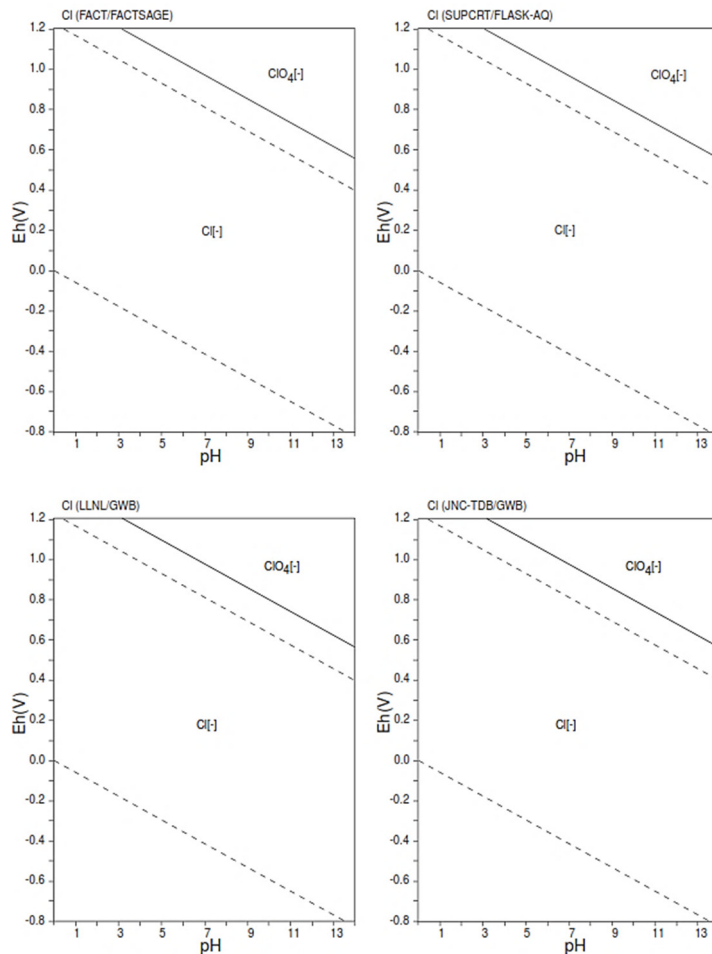 Cl (FACT/FACTSAGE)
1.2
1.0
0.8
0.6
0.4
0.2
0.0
-0.2
-0.4
-0.6
-0.8
Eh(V)
ClO4[-]
Cl[-]
1 3 5 7 9 11 13
pH
Cl (SUPCRT/FLASK-AQ)
1.2
1.0
0.8
0.6
0.4
0.2
0.0
-0.2
-0.4
-0.6
-0.8
Eh(V)
ClO4[-]
Cl[-]
1 3 5 7 9 11 13
pH
Cl (LLNL/GWB)
1.2
1.0
0.8
0.6
0.4
0.2
0.0
-0.2
-0.4
-0.6
-0.8
Eh(V)
ClO4[-]
Cl[-]
1 3 5 7 9 11 13
pH
Cl (JNC-TDB/GWB)
1.2
1.0
0.8
0.6
0.4
0.2
0.0
-0.2
-0.4
-0.6
-0.8
Eh(V)
ClO4[-]
Cl[-]
1 3 5 7 9 11 13
pH